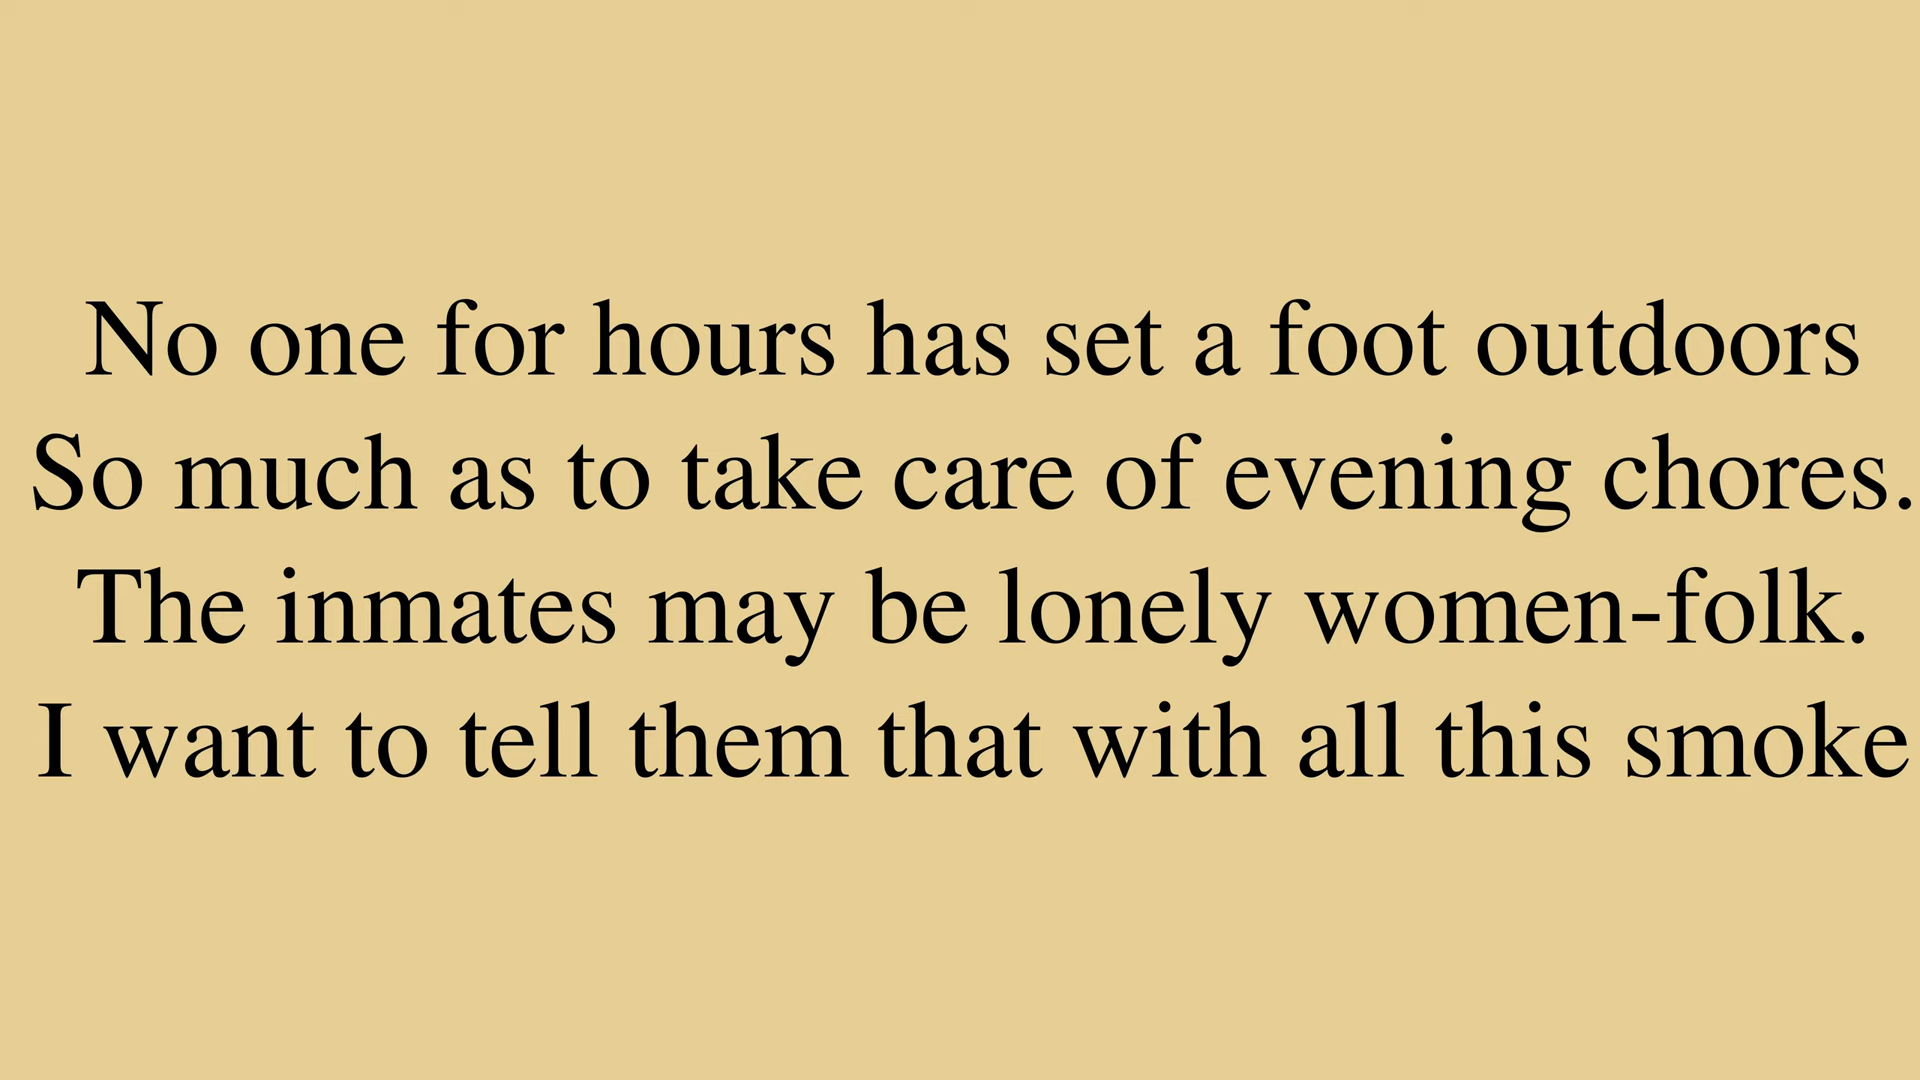 No one for hours has set a foot outdoors
So much as to take care of evening chores.
The inmates may be lonely women-folk.
I want to tell them that with all this smoke